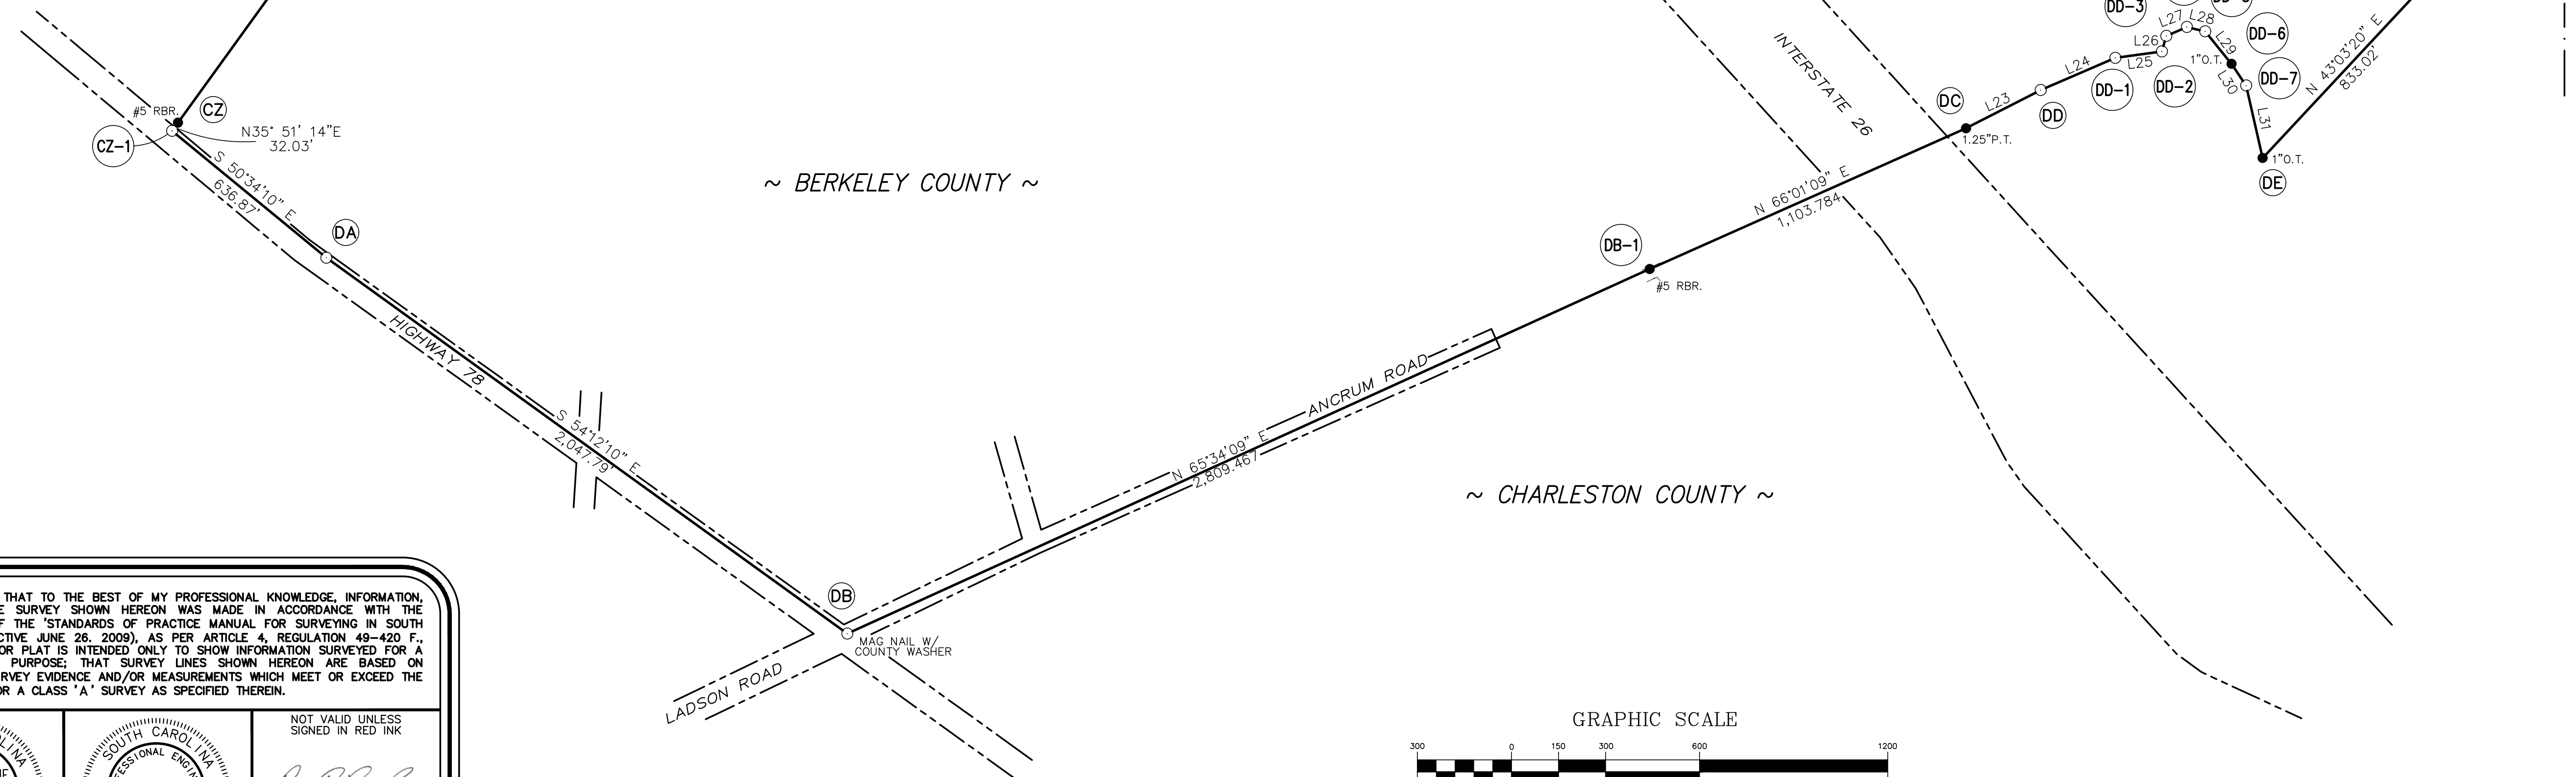 DD-3
L27
L28
DD-6
L26
L29
L24
L25
1"O.T.
L30
DD-7
DD-1
DD-2
N 43°03'20" E
833.02'
INTERSTATE 26
DC
L23
DD
L31
#5 RBR.
CZ
N35° 51' 14"E
32.03'
CZ-1
1.25"P.T.
1"O.T.
DE
S 50°34'10" E
636.87'
~ BERKELEY COUNTY ~
N 66°01'09" E
1,103.784
DA
DB-1
#5 RBR.
HIGHWAY 78
ANCRUM ROAD
S 54°12'10" E
2,047.79'
N 65°34'09" E
2,809.467
~ CHARLESTON COUNTY ~
DB
MAG NAIL W/
COUNTY WASHER
LADSON ROAD
THAT TO THE BEST OF MY PROFESSIONAL KNOWLEDGE, INFORMATION,
SURVEY SHOWN HEREON WAS MADE IN ACCORDANCE WITH THE
THE 'STANDARDS OF PRACTICE MANUAL FOR SURVEYING IN SOUTH
CTIVE JUNE 26. 2009), AS PER ARTICLE 4, REGULATION 49-420 F.,
OR PLAT IS INTENDED ONLY TO SHOW INFORMATION SURVEYED FOR A
PURPOSE; THAT SURVEY LINES SHOWN HEREON ARE BASED ON
RVEY EVIDENCE AND/OR MEASUREMENTS WHICH MEET OR EXCEED THE
OR A CLASS 'A' SURVEY AS SPECIFIED THEREIN.
NOT VALID UNLESS
SIGNED IN RED INK
SOUTH CAROLINA
ESSIONAL ENGIN
LINA
GRAPHIC SCALE
300 0 150 300 600 1200